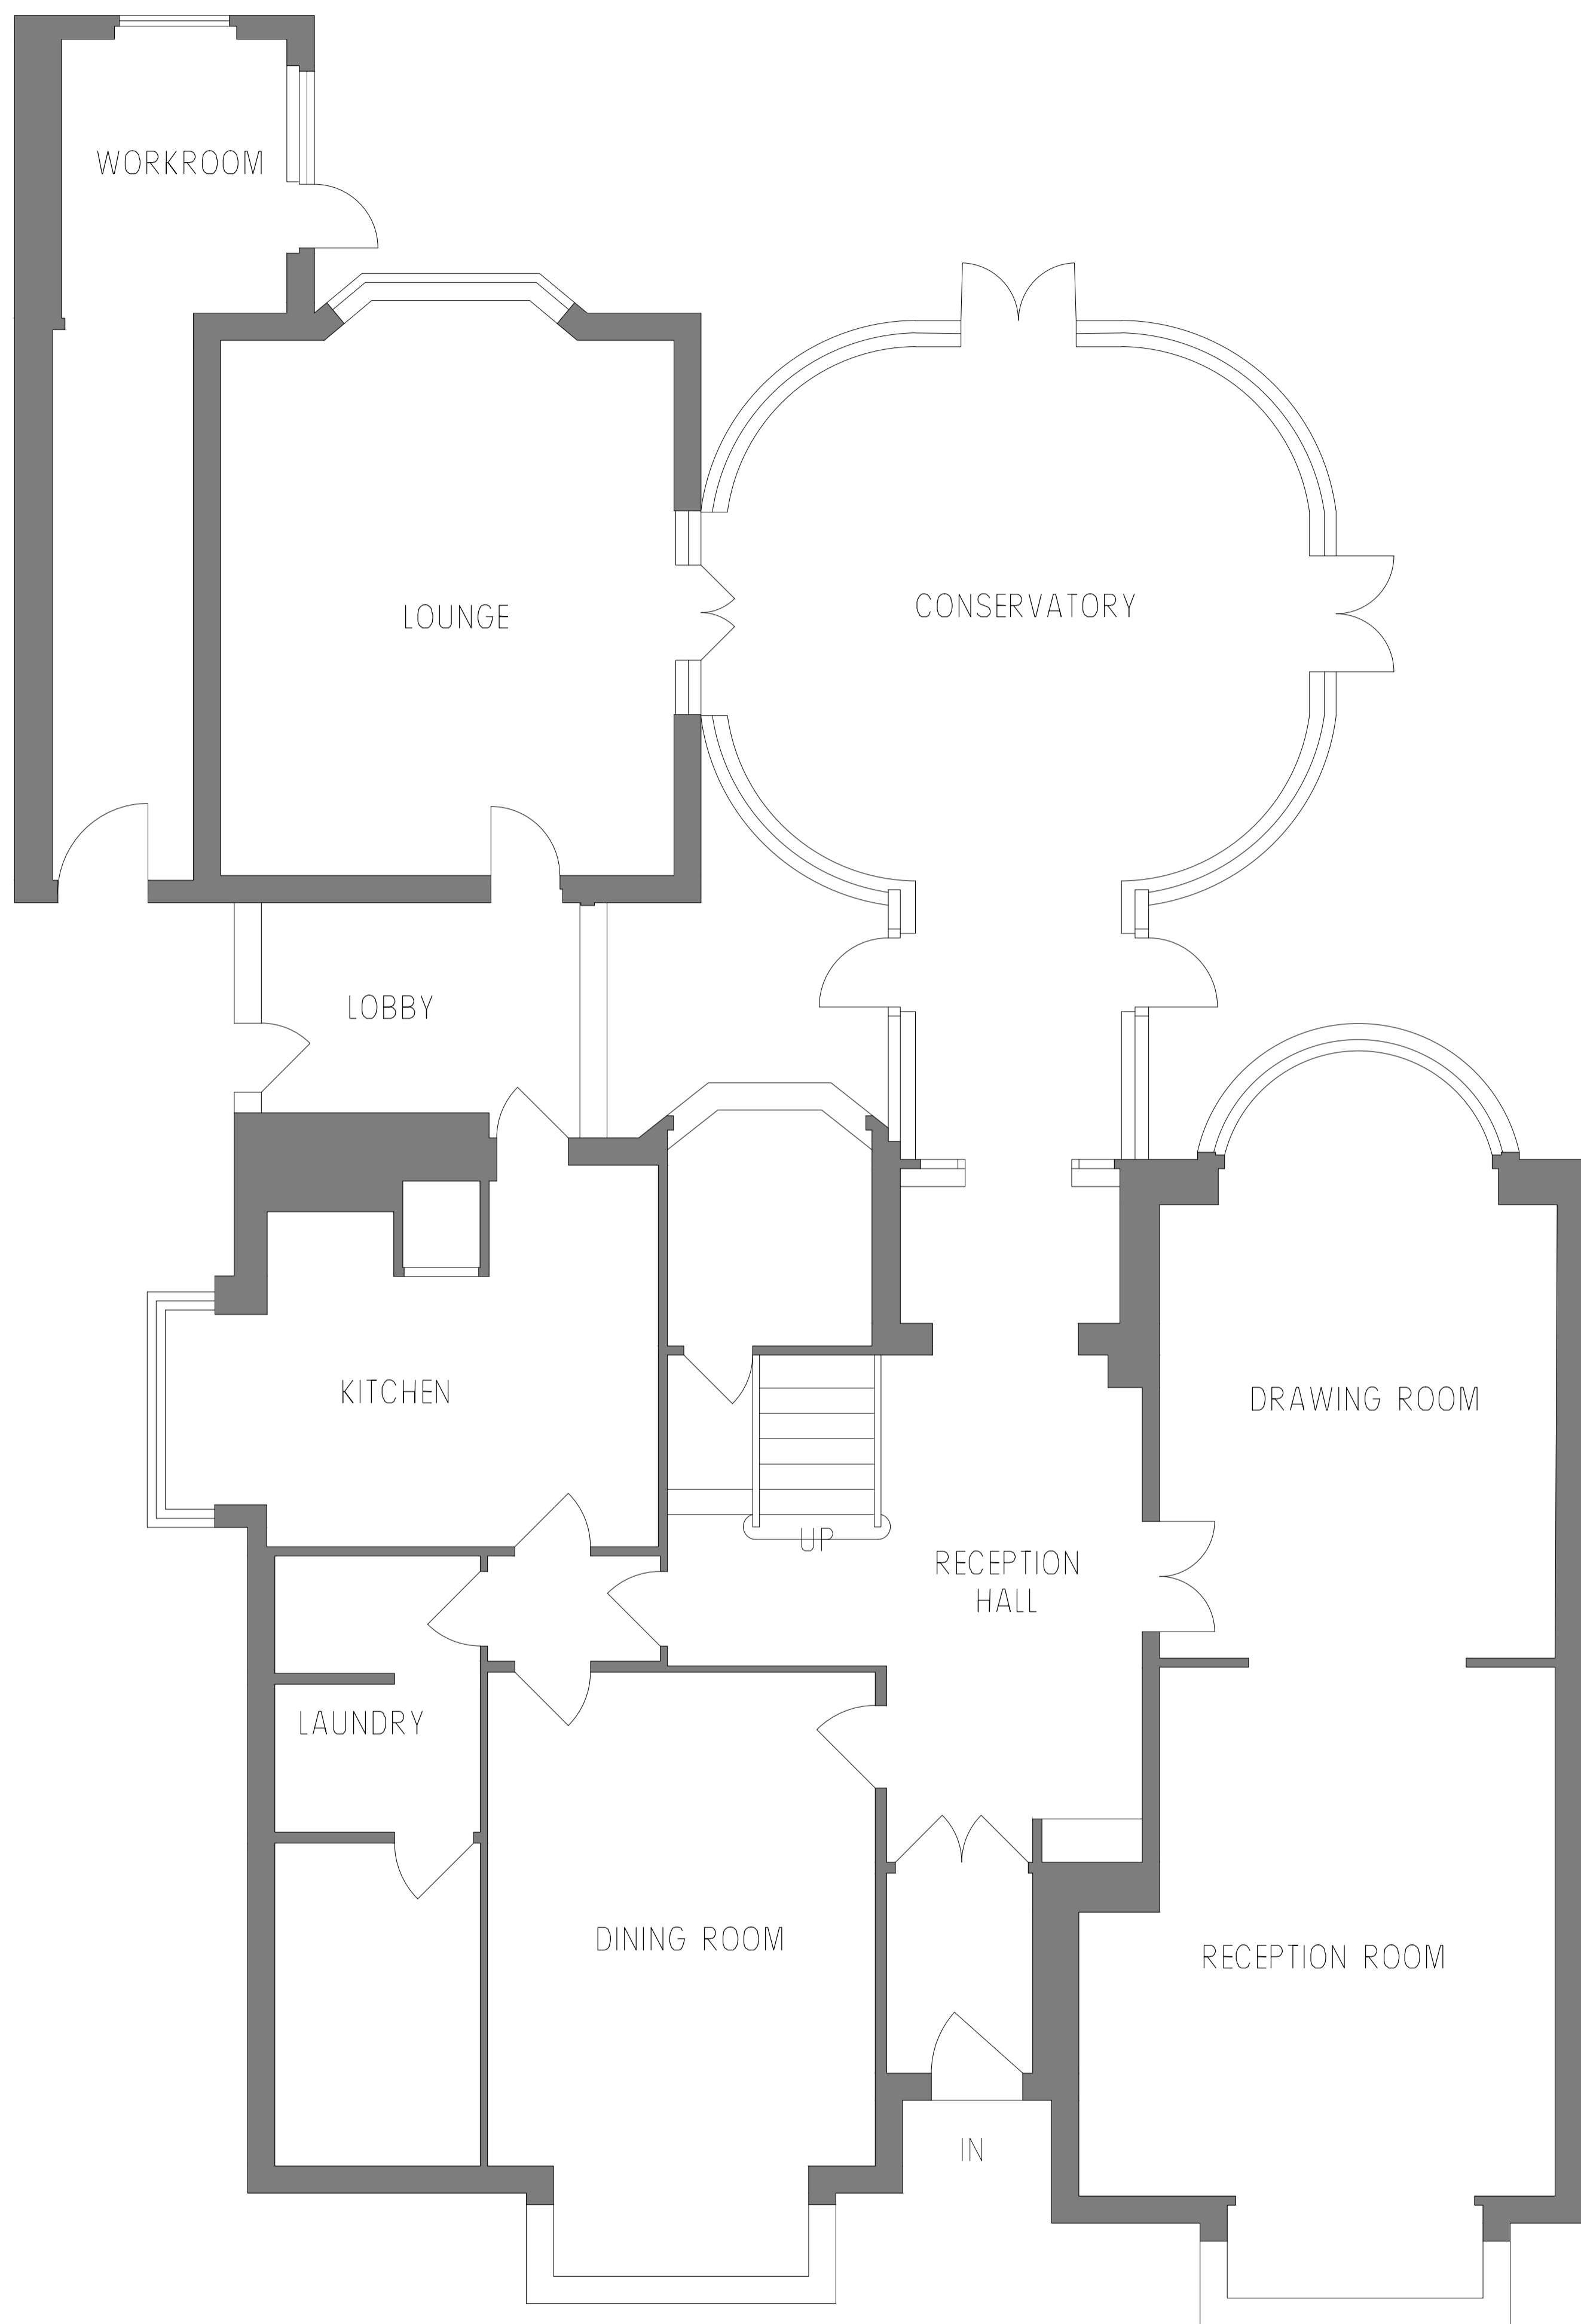 WORKROOM
LOUNGE
CONSERVATORY
LOBBY
KITCHEN
DRAWING ROOM
UP
RECEPTION
HALL
LAUNDRY
DINING ROOM
RECEPTION ROOM
IN